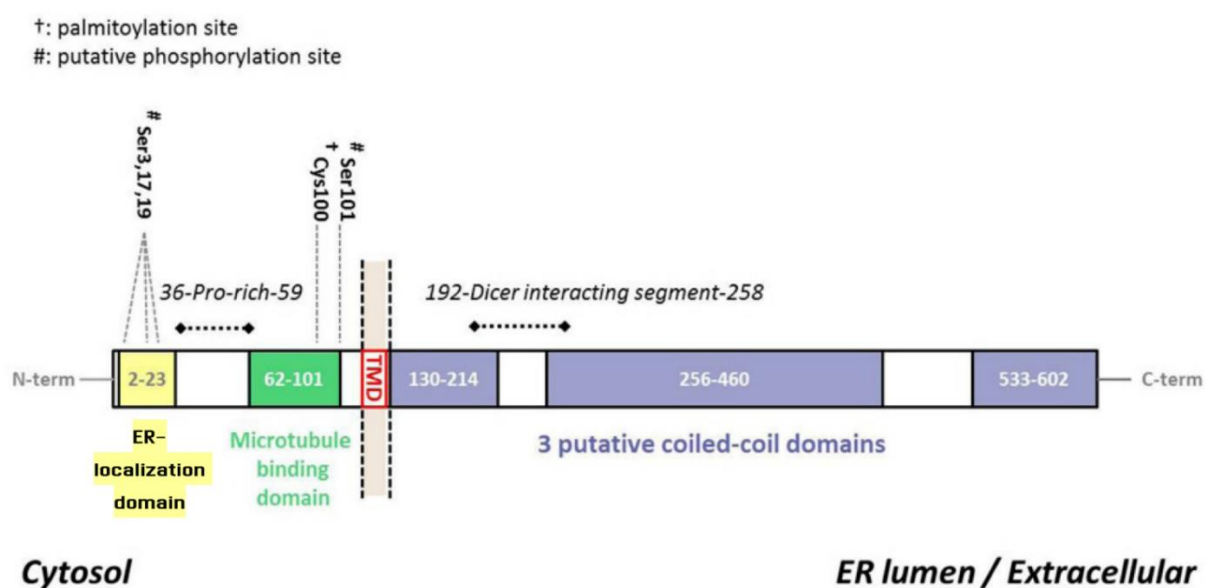 †: palmitoylation site
#: putative phosphorylation site
# Ser3,17,19
† Cys100
# Ser101
36-Pro-rich-59
192-Dicer interacting segment-258
N-term
2-23
62-101
TMD
130-214
256-460
533-602
C-term
ER-
localization
domain
Microtubule
binding
domain
3 putative coiled-coil domains
Cytosol
ER lumen / Extracellular